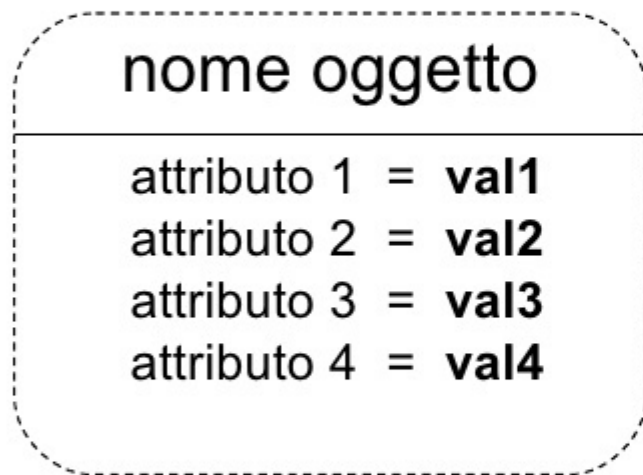 nome oggetto
attributo 1 = val1
attributo 2 = val2
attributo 3 = val3
attributo 4 = val4